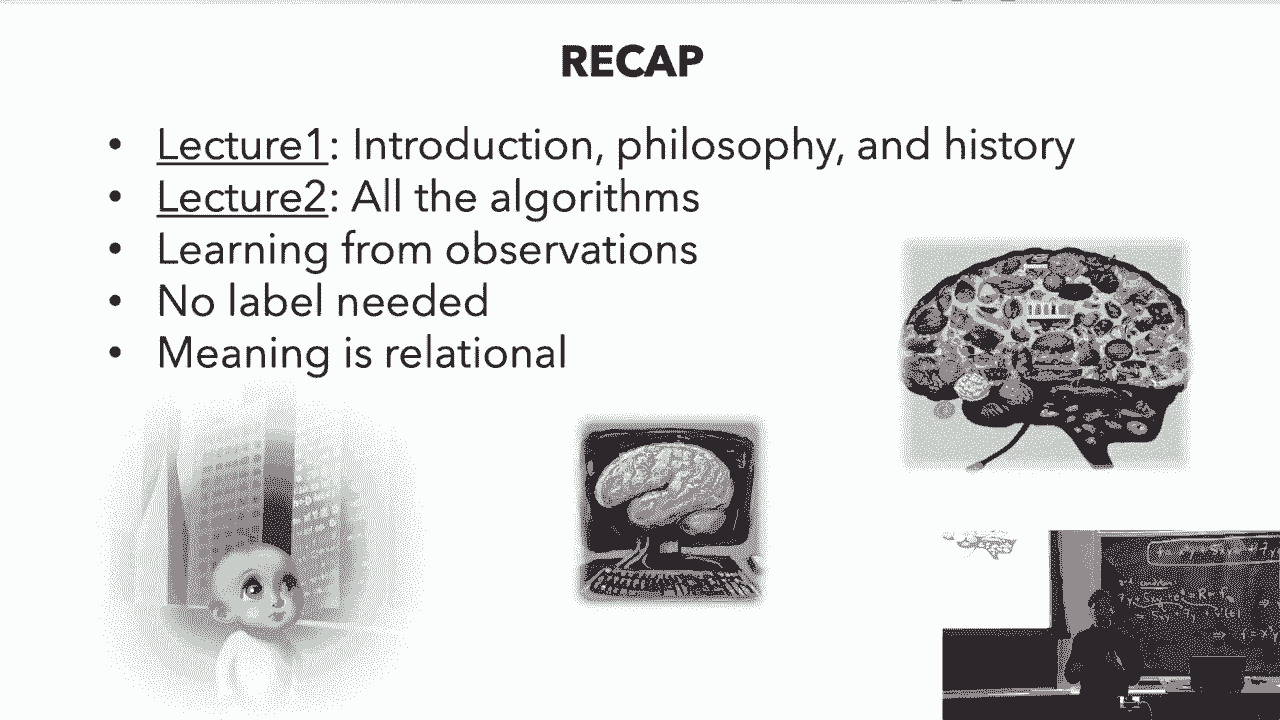 RECAP
• Lecture1: Introduction, philosophy, and history
• Lecture2: All the algorithms
• Learning from observations
• No label needed
• Meaning is relational